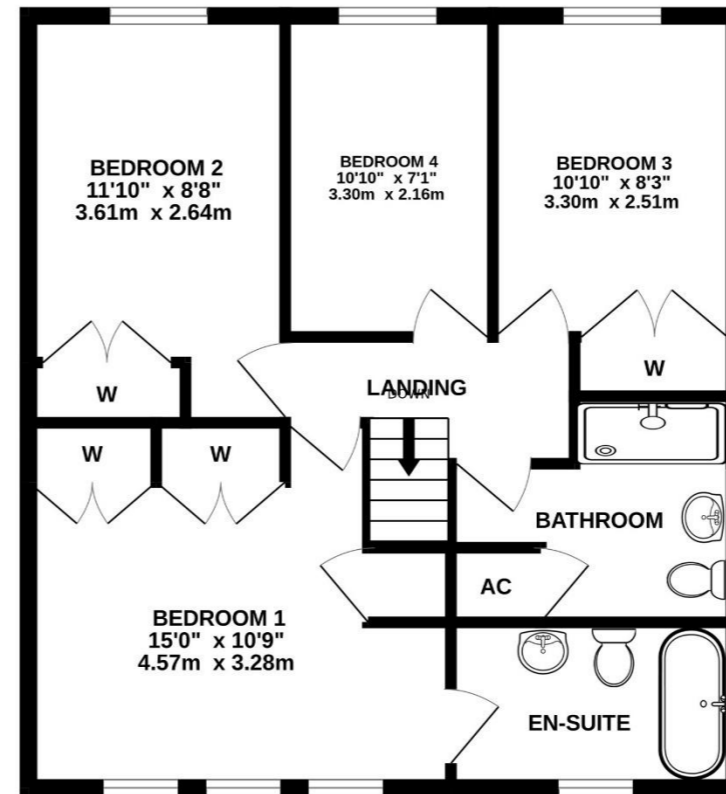 BEDROOM 2
11'10" x 8'8"
3.61m x 2.64m
BEDROOM 4
10'10" x 7'1"
3.30m x 2.16m
BEDROOM 3
10'10" x 8'3"
3.30m x 2.51m
W
W
LANDING
DOWN
W
W
BATHROOM
AC
BEDROOM 1
15'0" x 10'9"
4.57m x 3.28m
EN-SUITE